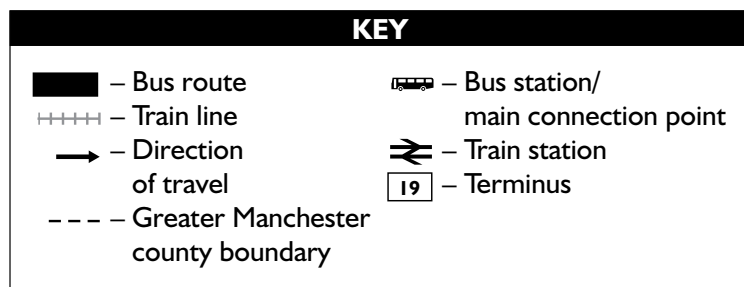 KEY
– Bus route
– Train line
– Direction
of travel
– Greater Manchester
county boundary
– Bus station/
main connection point
– Train station
19 – Terminus